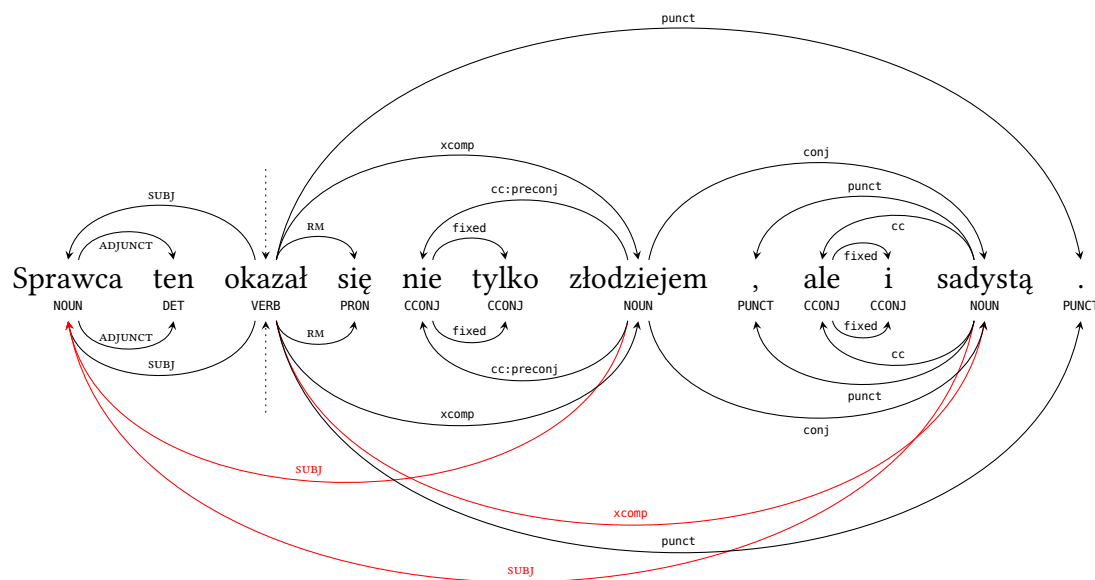 punct
xcomp conj
SUBJ cc:preconj punct
ADJUNCT RM fixed cc fixed
Sprawca ten okazał się nie tylko złodziejem , ale i sadystą .
NOUN DET VERB PRON CCONJ CCONJ NOUN PUNCT CCONJ CCONJ NOUN PUNCT
ADJUNCT RM fixed fixed
SUBJ cc:preconj cc
xcomp punct
conj
SUBJ
xcomp
punct
SUBJ